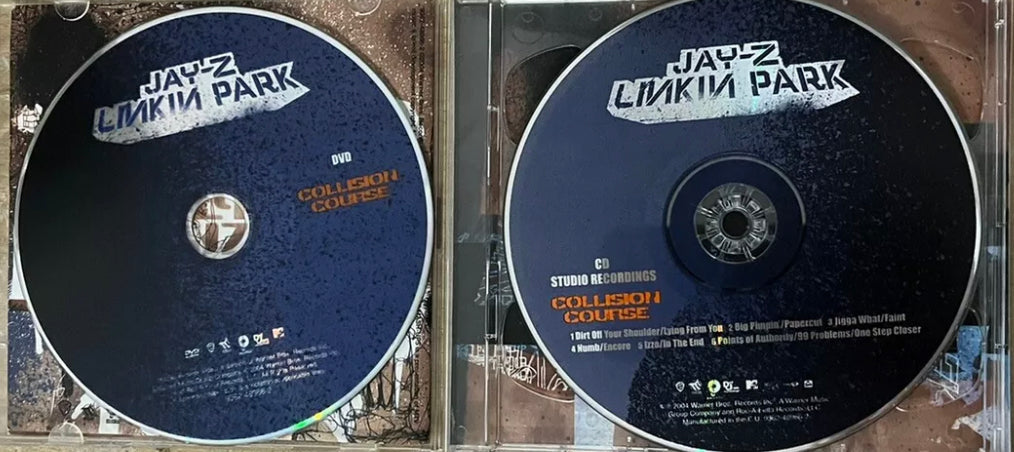 JAY-Z
LINKIN PARK
DVD
COLLISION
COURSE
JAY-Z
LINKIN PARK
CD
STUDIO RECORDINGS
COLLISION
COURSE
1 Dirt Off Your Shoulder/Lying From You 2 Big Pimpin'/Papercut 3 Jigga What/Faint
4 Numb/Encore 5 Izzo/In The End 6 Points of Authority/99 Problems/One Step Closer
2004 Warner Bros. Records Inc. A Warner Music
Group Company and Roc-A-Fella Records, LLC
Manufactured in the E.U.